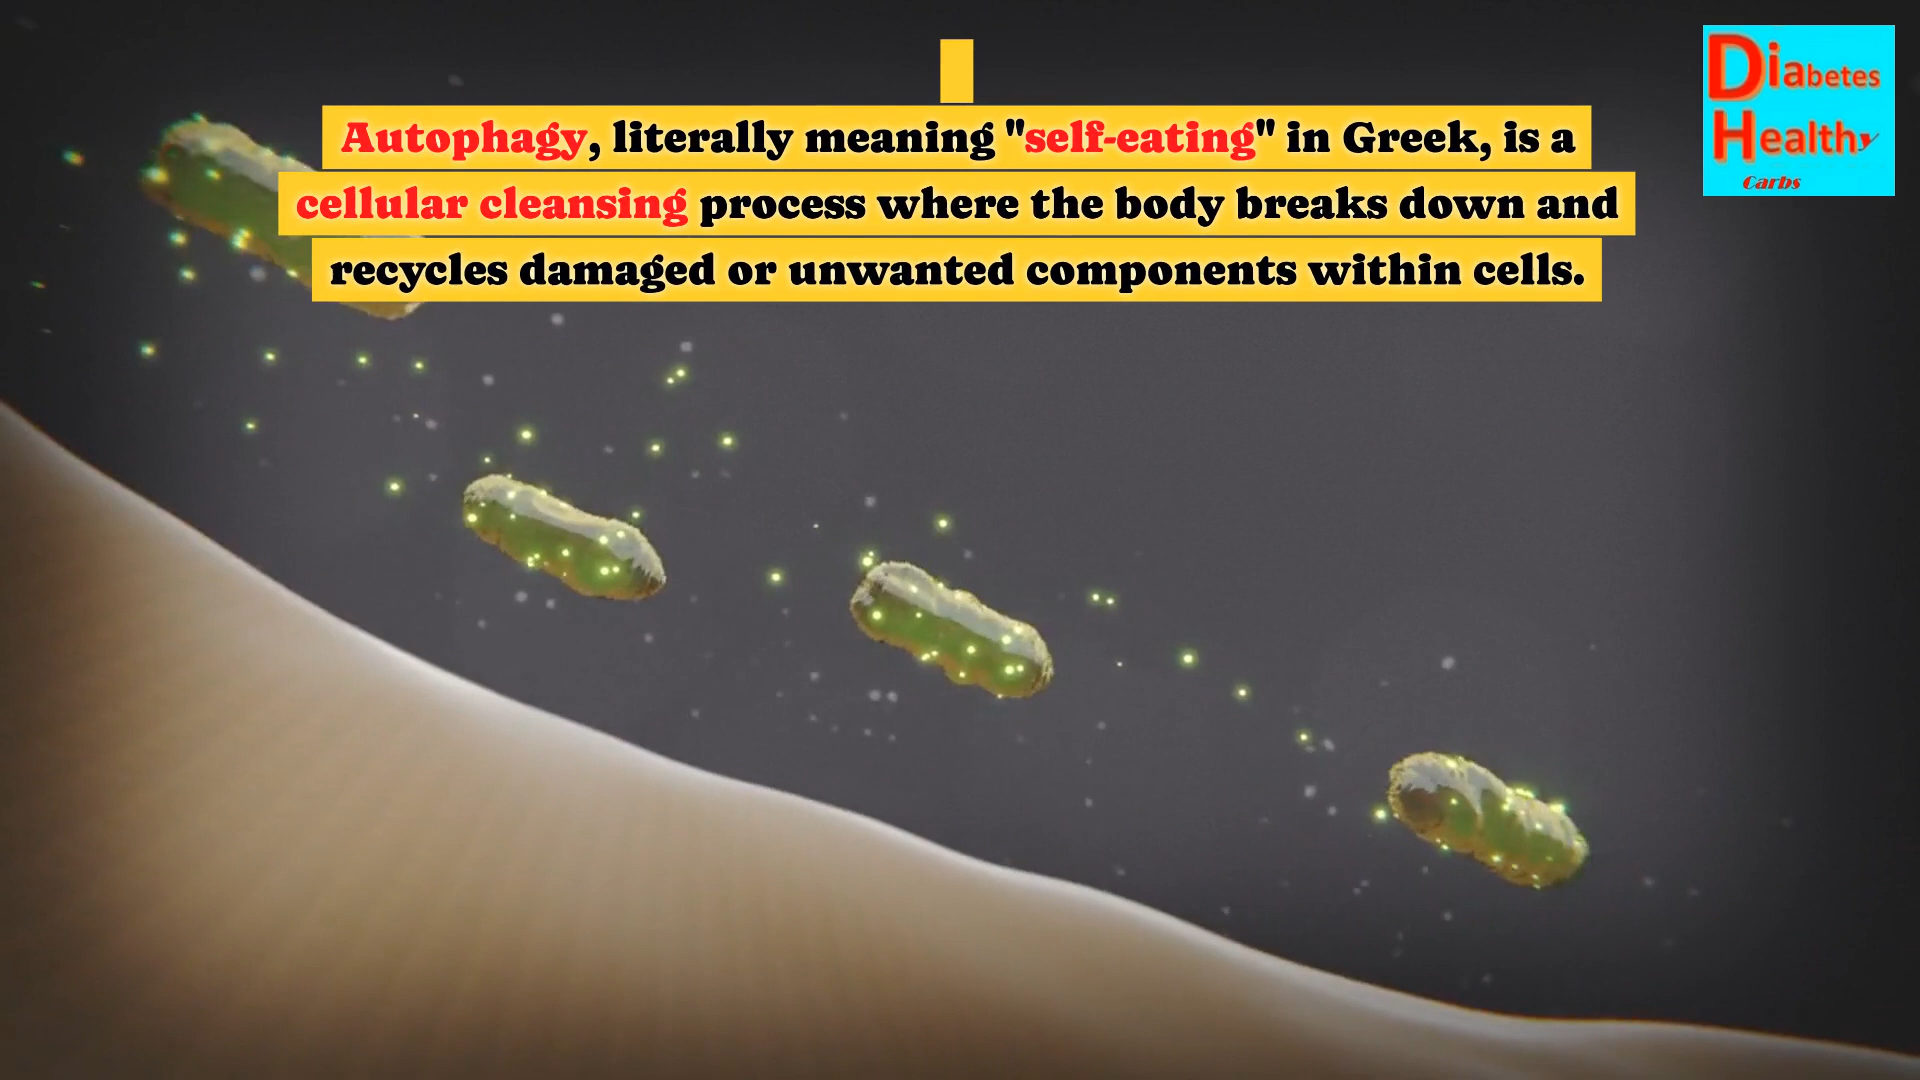 Autophagy, literally meaning "self-eating" in Greek, is a
cellular cleansing process where the body breaks down and
recycles damaged or unwanted components within cells.
Diabetes
Healthy
Carbs